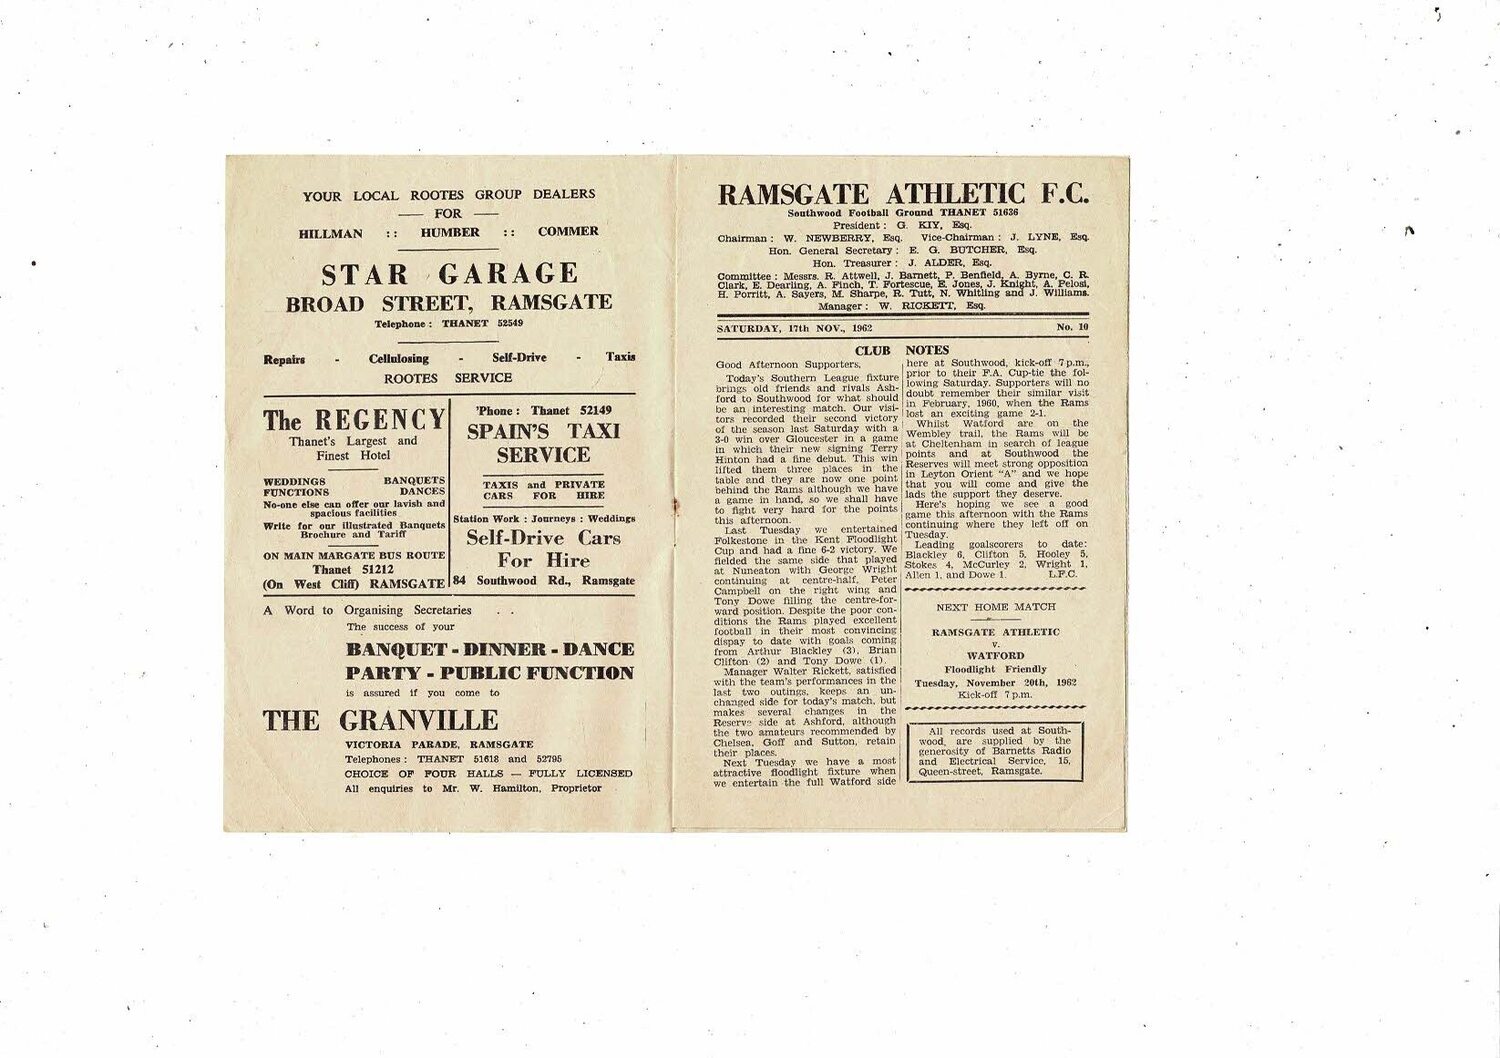 YOUR LOCAL ROOTES GROUP DEALERS
— FOR —
HILLMAN :: HUMBER :: COMMER
STAR GARAGE
BROAD STREET, RAMSGATE
Telephone : THANET 52549
Repairs - Cellulosing - Self-Drive - Taxis
ROOTES SERVICE
The REGENCY
Thanet's Largest and
Finest Hotel
WEDDINGS BANQUETS
FUNCTIONS DANCES
No-one else can offer our lavish and
spacious facilities
Write for our illustrated Banquets
Brochure and Tariff
ON MAIN MARGATE BUS ROUTE
Thanet 51212
(On West Cliff) RAMSGATE
'Phone : Thanet 52149
SPAIN'S TAXI
SERVICE
TAXIS and PRIVATE
CARS FOR HIRE
Station Work : Journeys : Weddings
Self-Drive Cars
For Hire
84 Southwood Rd., Ramsgate
A Word to Organising Secretaries . .
The success of your
BANQUET - DINNER - DANCE
PARTY - PUBLIC FUNCTION
is assured if you come to
THE GRANVILLE
VICTORIA PARADE, RAMSGATE
Telephones : THANET 51618 and 52795
CHOICE OF FOUR HALLS — FULLY LICENSED
All enquiries to Mr. W. Hamilton, Proprietor
RAMSGATE ATHLETIC F.C.
Southwood Football Ground THANET 51636
President : G. KIY, Esq.
Chairman : W. NEWBERRY, Esq. Vice-Chairman : J. LYNE, Esq.
Hon. General Secretary : E. G. BUTCHER, Esq.
Hon. Treasurer : J. ALDER, Esq.
Committee : Messrs. R. Attwell, J. Barnett, P. Benfield, A. Byrne, C. R.
Clark, E. Dearling, A. Finch, T. Fortescue, E. Jones, J. Knight, A. Pelosi,
H. Porritt, A. Sayers, M. Sharpe, R. Tutt, N. Whitling and J. Williams.
Manager : W. RICKETT, Esq.
SATURDAY, 17th NOV., 1962 No. 10
CLUB NOTES
Good Afternoon Supporters,
Today's Southern League fixture
brings old friends and rivals Ash-
ford to Southwood for what should
be an interesting match. Our visi-
tors recorded their second victory
of the season last Saturday with a
3-0 win over Gloucester in a game
in which their new signing Terry
Hinton had a fine debut. This win
lifted them three places in the
table and they are now one point
behind the Rams although we have
a game in hand, so we shall have
to fight very hard for the points
this afternoon.
Last Tuesday we entertained
Folkestone in the Kent Floodlight
Cup and had a fine 6-2 victory. We
fielded the same side that played
at Nuneaton with George Wright
continuing at centre-half, Peter
Campbell on the right wing and
Tony Dowe filling the centre-for-
ward position. Despite the poor con-
ditions the Rams played excellent
football in their most convincing
dispay to date with goals coming
from Arthur Blackley (3), Brian
Clifton (2) and Tony Dowe (1).
Manager Walter Rickett, satisfied
with the team's performances in the
last two outings, keeps an un-
changed side for today's match, but
makes several changes in the
Reserve side at Ashford, although
the two amateurs recommended by
Chelsea, Goff and Sutton, retain
their places.
Next Tuesday we have a most
attractive floodlight fixture when
we entertain the full Watford side
here at Southwood, kick-off 7 p.m.,
prior to their F.A. Cup-tie the fol-
lowing Saturday. Supporters will no
doubt remember their similar visit
in February, 1960, when the Rams
lost an exciting game 2-1.
Whilst Watford are on the
Wembley trail, the Rams will be
at Cheltenham in search of league
points and at Southwood the
Reserves will meet strong opposition
in Leyton Orient "A" and we hope
that you will come and give the
lads the support they deserve.
Here's hoping we see a good
game this afternoon with the Rams
continuing where they left off on
Tuesday.
Leading goalscorers to date:
Blackley 6, Clifton 5, Hooley 5,
Stokes 4, McCurley 2, Wright 1,
Allen 1, and Dowe 1. L.F.C.
NEXT HOME MATCH
RAMSGATE ATHLETIC
v.
WATFORD
Floodlight Friendly
Tuesday, November 20th, 1962
Kick-off 7 p.m.
All records used at South-
wood, are supplied by the
generosity of Barnetts Radio
and Electrical Service, 15,
Queen-street, Ramsgate.